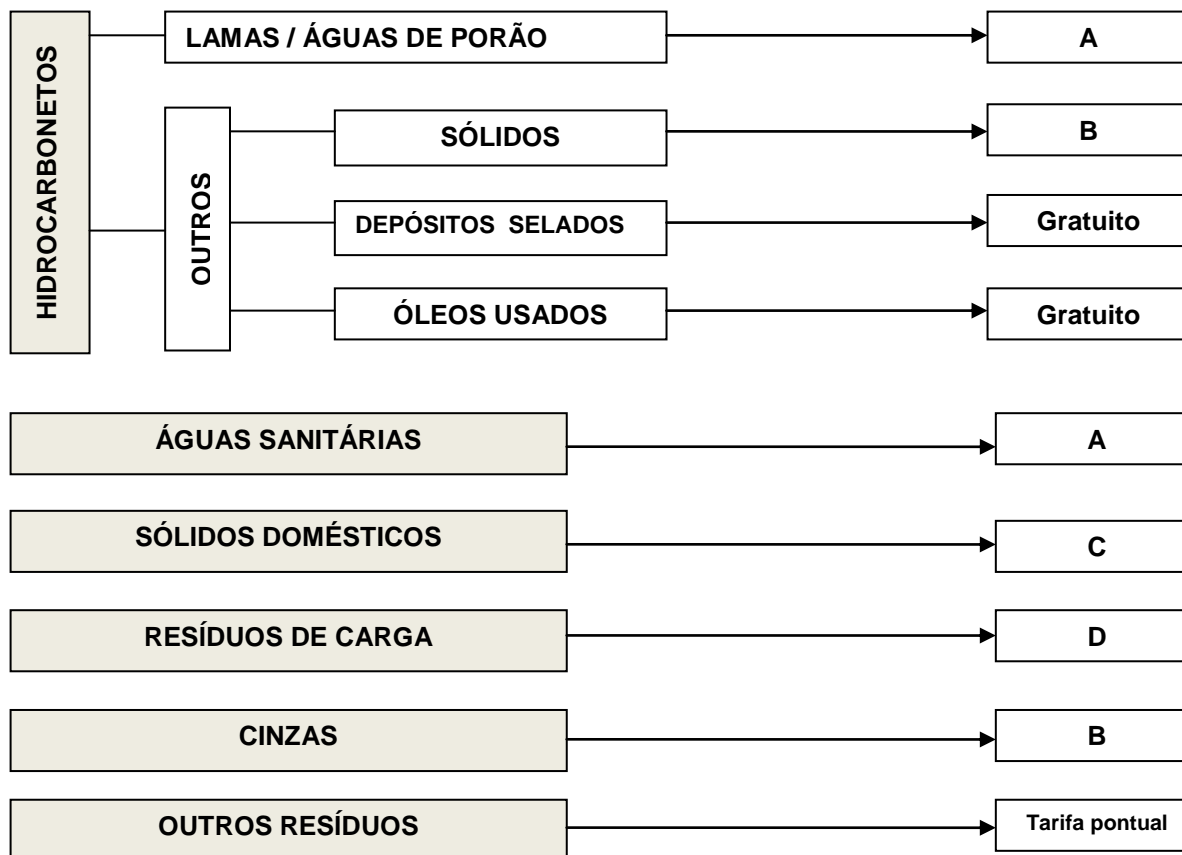 HIDROCARBONETOS
LAMAS / ÁGUAS DE PORÃO
A
OUTROS
SÓLIDOS
B
DEPÓSITOS SELADOS
Gratuito
ÓLEOS USADOS
Gratuito
ÁGUAS SANITÁRIAS
A
SÓLIDOS DOMÉSTICOS
C
RESÍDUOS DE CARGA
D
CINZAS
B
OUTROS RESÍDUOS
Tarifa pontual